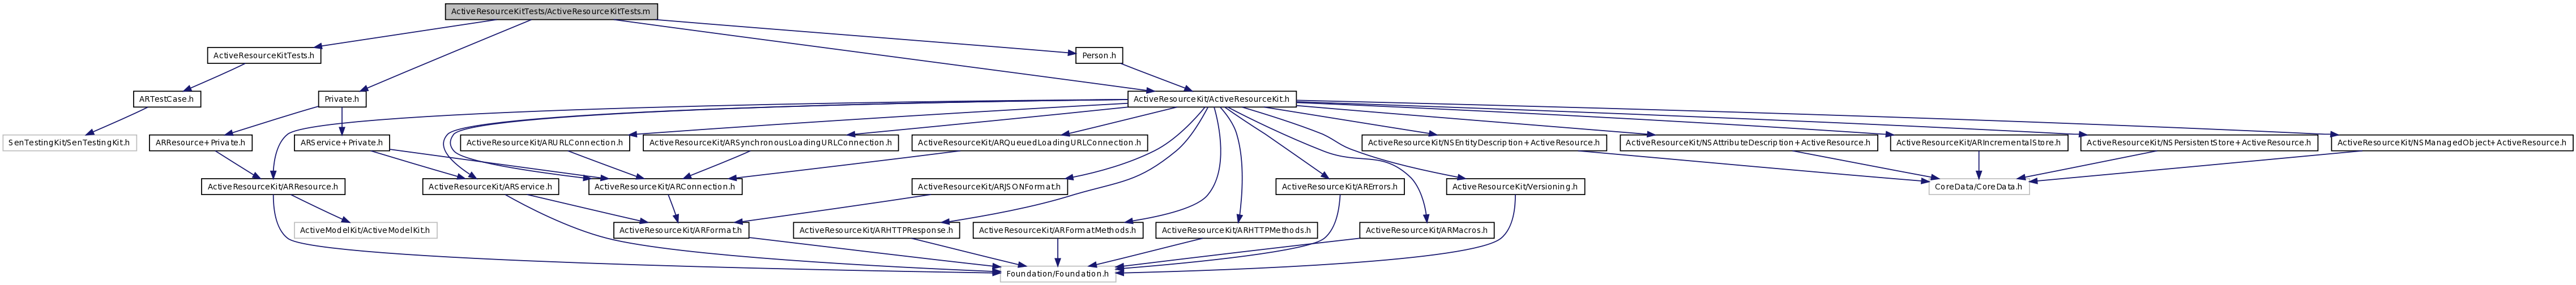 ActiveResourceKitTests/ActiveResourceKitTests.m
ActiveResourceKitTests.h
Person.h
ARTestCase.h
Private.h
ActiveResourceKit/ActiveResourceKit.h
SenTestingKit/SenTestingKit.h
ARResource+Private.h
ARService+Private.h
ActiveResourceKit/ARURLConnection.h
ActiveResourceKit/ARSynchronousLoadingURLConnection.h
ActiveResourceKit/ARQueuedLoadingURLConnection.h
ActiveResourceKit/NSEntityDescription+ActiveResource.h
ActiveResourceKit/NSAttributeDescription+ActiveResource.h
ActiveResourceKit/ARIncrementalStore.h
ActiveResourceKit/NSPersistentStore+ActiveResource.h
ActiveResourceKit/NSManagedObject+ActiveResource.h
ActiveResourceKit/ARResource.h
ActiveResourceKit/ARService.h
ActiveResourceKit/ARConnection.h
ActiveResourceKit/ARJSONFormat.h
ActiveResourceKit/ARErrors.h
ActiveResourceKit/Versioning.h
CoreData/CoreData.h
ActiveModelKit/ActiveModelKit.h
ActiveResourceKit/ARFormat.h
ActiveResourceKit/ARHTTPResponse.h
ActiveResourceKit/ARFormatMethods.h
ActiveResourceKit/ARHTTPMethods.h
ActiveResourceKit/ARMacros.h
Foundation/Foundation.h